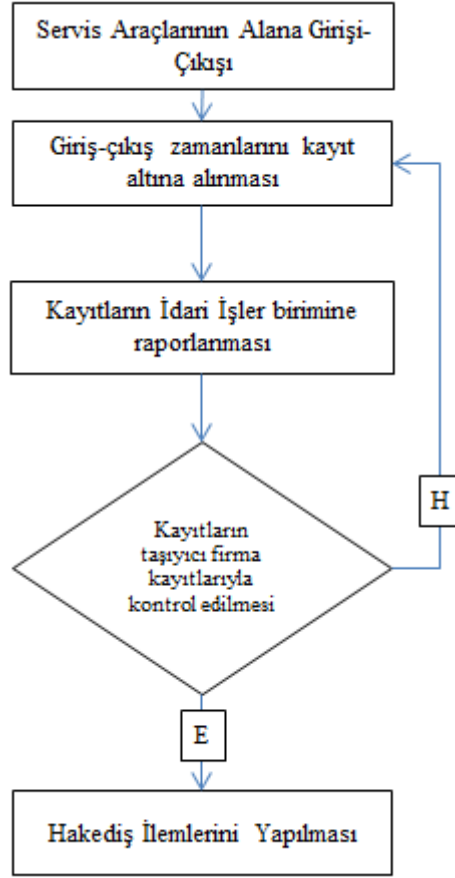 Servis Araçlarının Alana Girişi-
Çıkışı
Giriş-çıkış zamanlarını kayıt
altına alınması
Kayıtların İdari İşler birimine
raporlanması
Kayıtların
taşıyıcı firma
kayıtlarıyla
kontrol edilmesi
H
E
Hakediş İlemlerini Yapılması